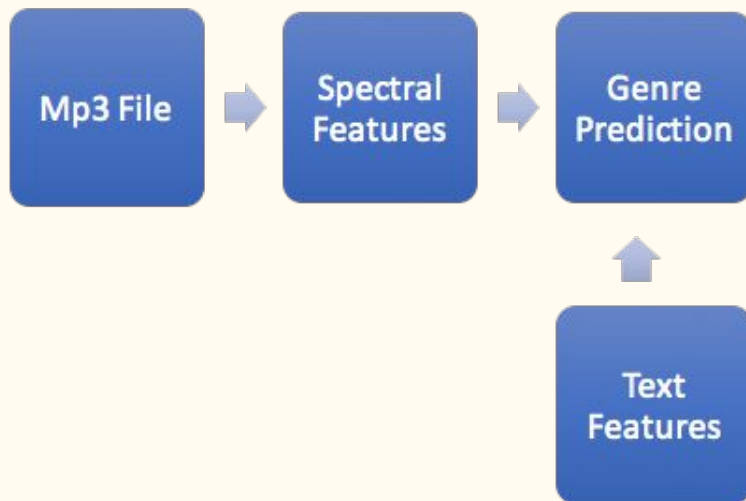 Mp3 File
Spectral
Features
Genre
Prediction
Text
Features